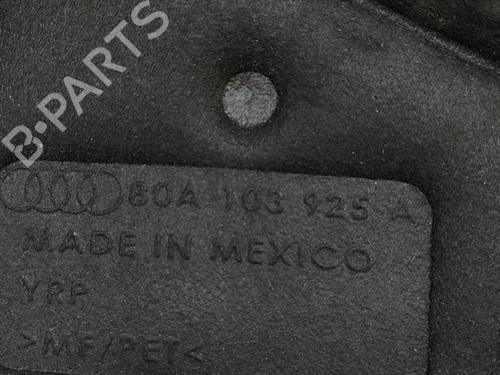 B-PARTS
80A 103 925 A
MADE IN MEXICO
YPP
>MF/PET<